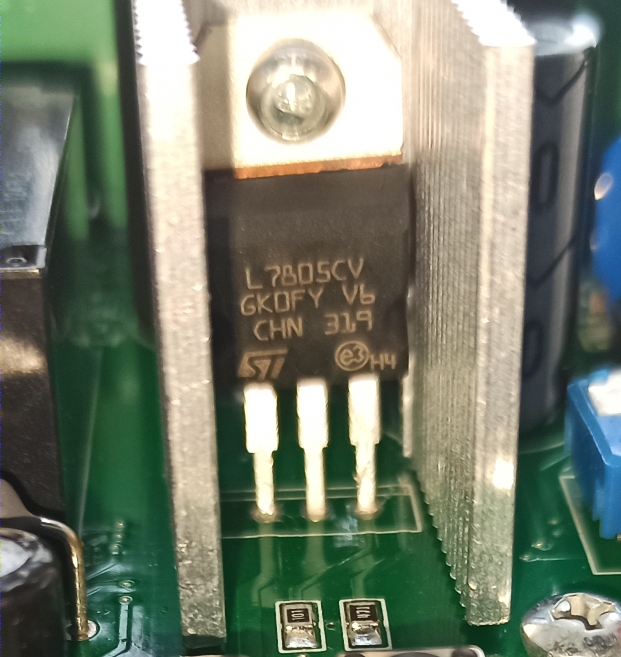 L7805CV
GK0FY V6
CHN 319
ST e3 H4